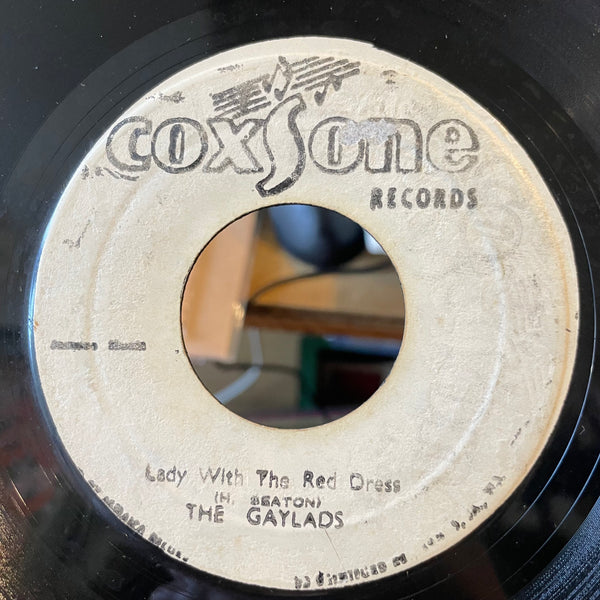 coxsone
RECORDS
Lady With The Red Dress
(H. SEATON)
THE GAYLADS